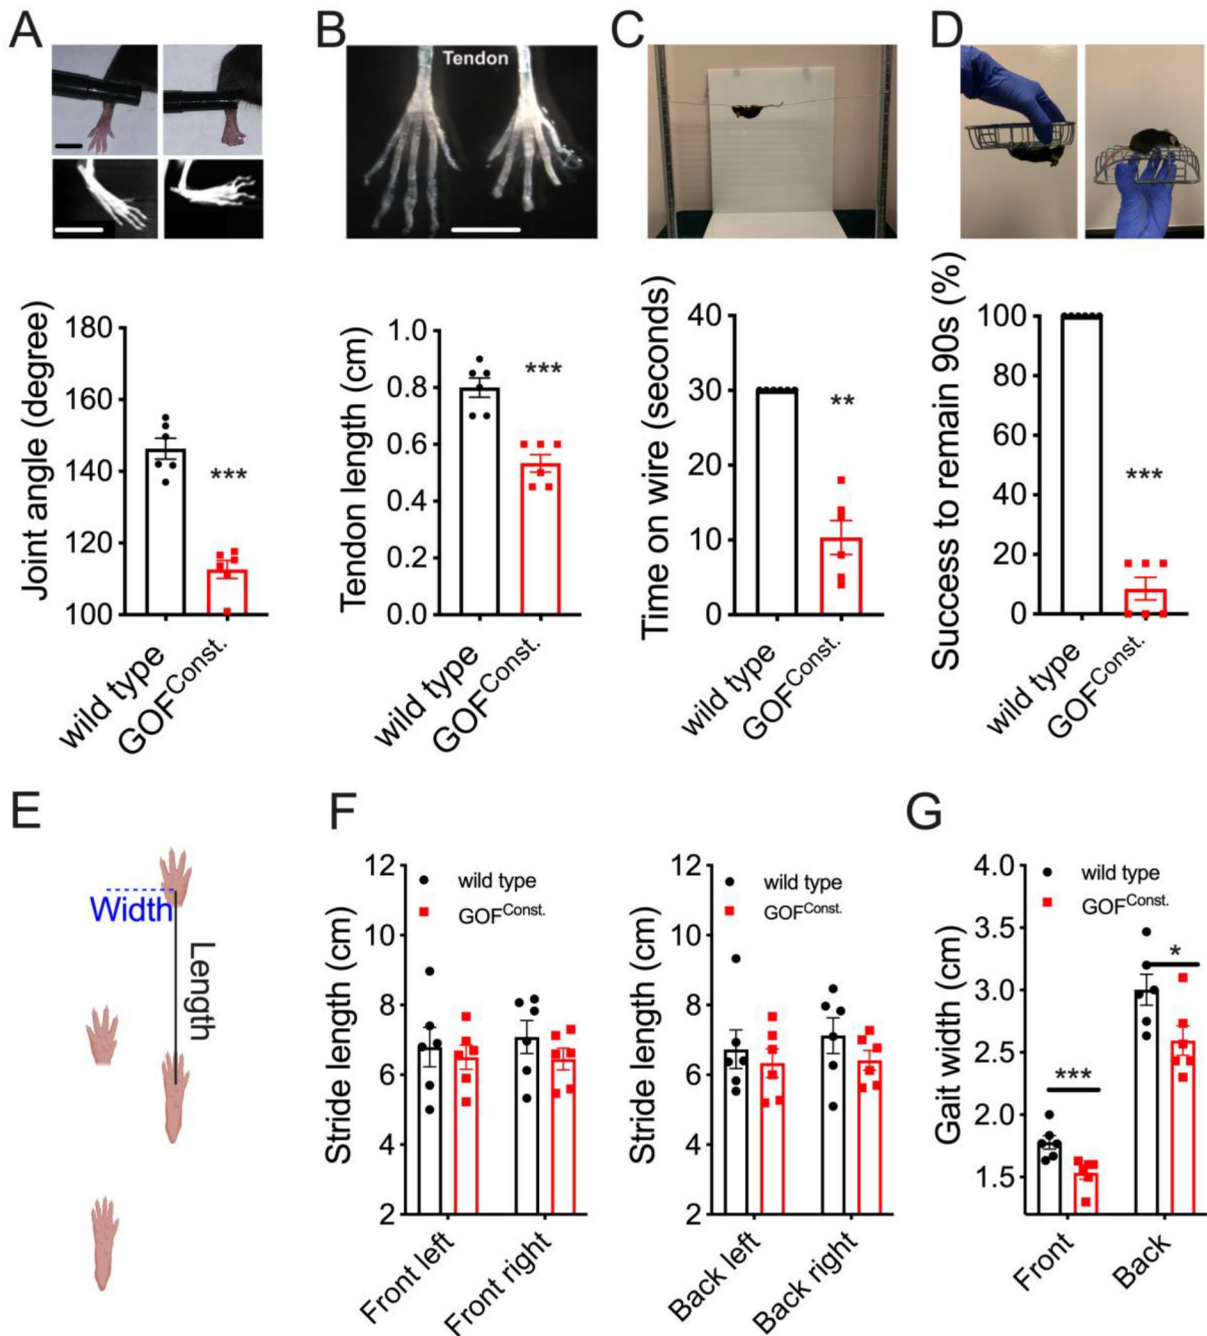 A
B
C
D
Tendon
Joint angle (degree)
180
160
140
120
100
***
wild type
GOFConst.
Tendon length (cm)
1.0
0.8
0.6
0.4
0.2
0.0
***
wild type
GOFConst.
Time on wire (seconds)
40
30
20
10
0
**
wild type
GOFConst.
Success to remain 90s (%)
100
80
60
40
20
0
***
wild type
GOFConst.
E
Width
Length
F
Stride length (cm)
12
10
8
6
4
2
wild type
GOFConst.
Front left
Front right
Stride length (cm)
12
10
8
6
4
2
wild type
GOFConst.
Back left
Back right
G
Gait width (cm)
4.0
3.5
3.0
2.5
2.0
1.5
wild type
GOFConst.
***
*
Front
Back